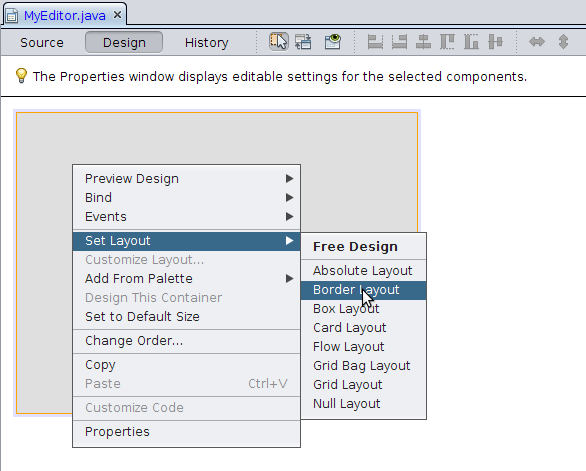 MyEditor.java
Source Design History
The Properties window displays editable settings for the selected components.
Preview Design
Bind
Events
Set Layout
Customize Layout...
Add From Palette
Design This Container
Set to Default Size
Change Order...
Copy
Paste Ctrl+V
Customize Code
Properties
Free Design
Absolute Layout
Border Layout
Box Layout
Card Layout
Flow Layout
Grid Bag Layout
Grid Layout
Null Layout